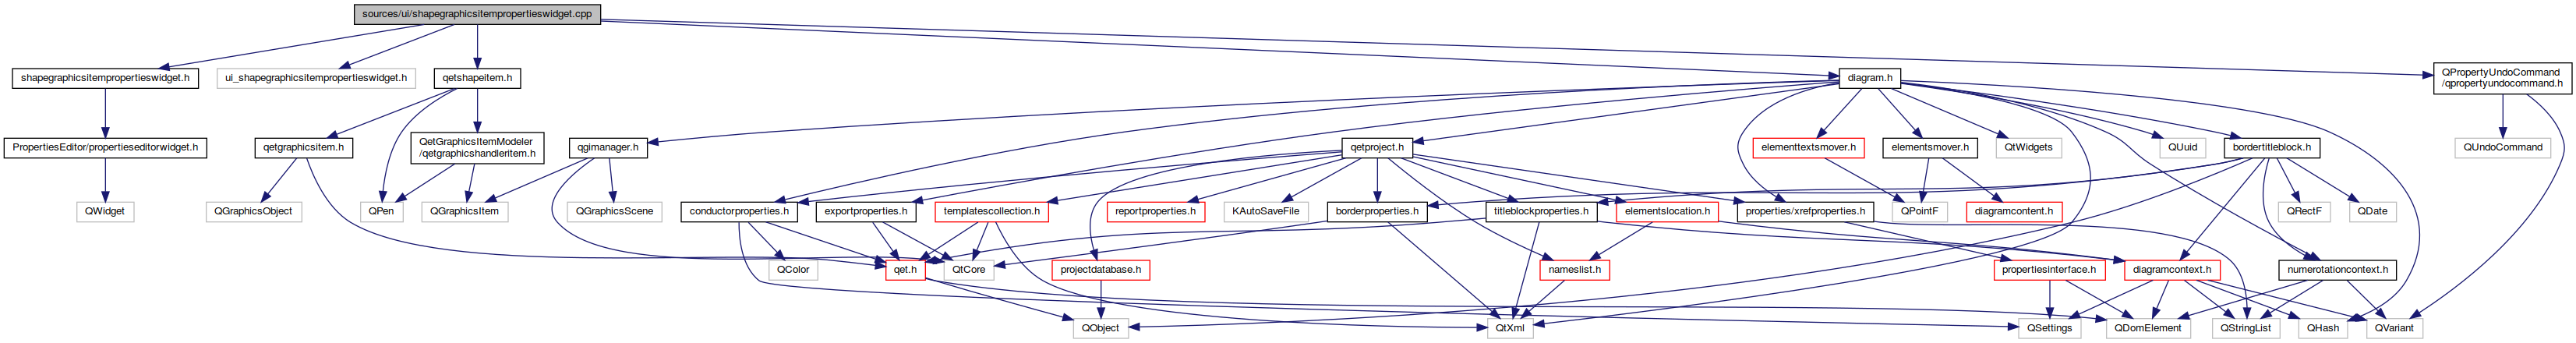 sources/ui/shapegraphicsitempropertieswidget.cpp
shapegraphicsitempropertieswidget.h
ui_shapegraphicsitempropertieswidget.h
qetshapeitem.h
diagram.h
QPropertyUndoCommand
/qpropertyundocommand.h
PropertiesEditor/propertieseditorwidget.h
qetgraphicsitem.h
QetGraphicsItemModeler
/qetgraphicshandleritem.h
qgimanager.h
qetproject.h
elementtextsmover.h
elementsmover.h
QtWidgets
QUuid
bordertitleblock.h
QUndoCommand
QWidget
QGraphicsObject
QPen
QGraphicsItem
QGraphicsScene
conductorproperties.h
exportproperties.h
templatescollection.h
reportproperties.h
KAutoSaveFile
borderproperties.h
titleblockproperties.h
elementslocation.h
properties/xrefproperties.h
QPointF
diagramcontent.h
QRectF
QDate
QColor
qet.h
QtCore
projectdatabase.h
nameslist.h
propertiesinterface.h
diagramcontext.h
numerotationcontext.h
QObject
QtXml
QSettings
QDomElement
QStringList
QHash
QVariant